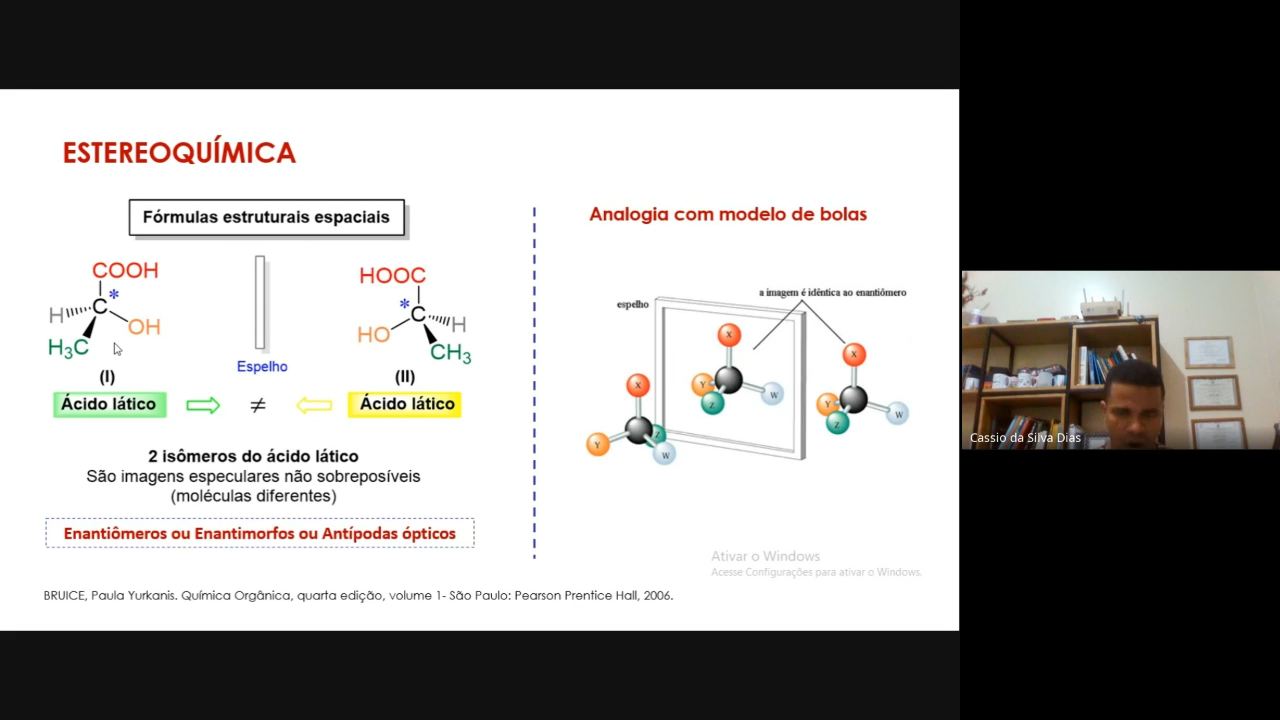 ESTEREOQUÍMICA
Fórmulas estruturais espaciais
COOH
*
H
C
OH
H₃C
(I)
Ácido lático
Espelho
≠
HOOC
*
C
HO
H
CH₃
(II)
Ácido lático
2 isômeros do ácido lático
São imagens especulares não sobreposíveis
(moléculas diferentes)
Enantiômeros ou Enantimorfos ou Antípodas ópticos
Analogia com modelo de bolas
espelho
a imagem é idêntica ao enantiômero
X
Y
Z
W
X
Y
Z
W
X
Y
Z
W
Ativar o Windows
Acesse Configurações para ativar o Windows.
BRUICE, Paula Yurkanis. Química Orgânica, quarta edição, volume 1- São Paulo: Pearson Prentice Hall, 2006.
Cassio da Silva Dias